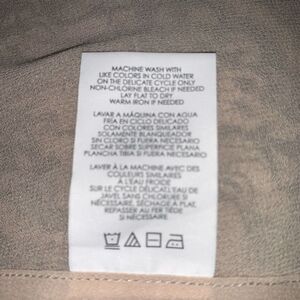 MACHINE WASH WITH
LIKE COLORS IN COLD WATER
ON THE DELICATE CYCLE ONLY
NON-CHLORINE BLEACH IF NEEDED
LAY FLAT TO DRY
WARM IRON IF NEEDED
LAVAR A MÁQUINA CON AGUA
FRÍA EN CICLO DELICADO
CON COLORES SIMILARES
SOLAMENTE BLANQUEADOR
SIN CLORO SI FUERA NECESARIO
SECAR SOBRE SUPERFICIE PLANA
PLANCHA TIBIA SI FUERA NECESARIO
LAVER À LA MACHINE AVEC DES
COULEURS SIMILAIRES
À L'EAU FROIDE
SUR LE CYCLE DÉLICAT,L'EAU DE
JAVEL SANS CHLORURE SI
NÉCESSAIRE, SÉCHAGE À PLAT,
REPASSER AU FER TIÈDE
SI NÉCESSAIRE.